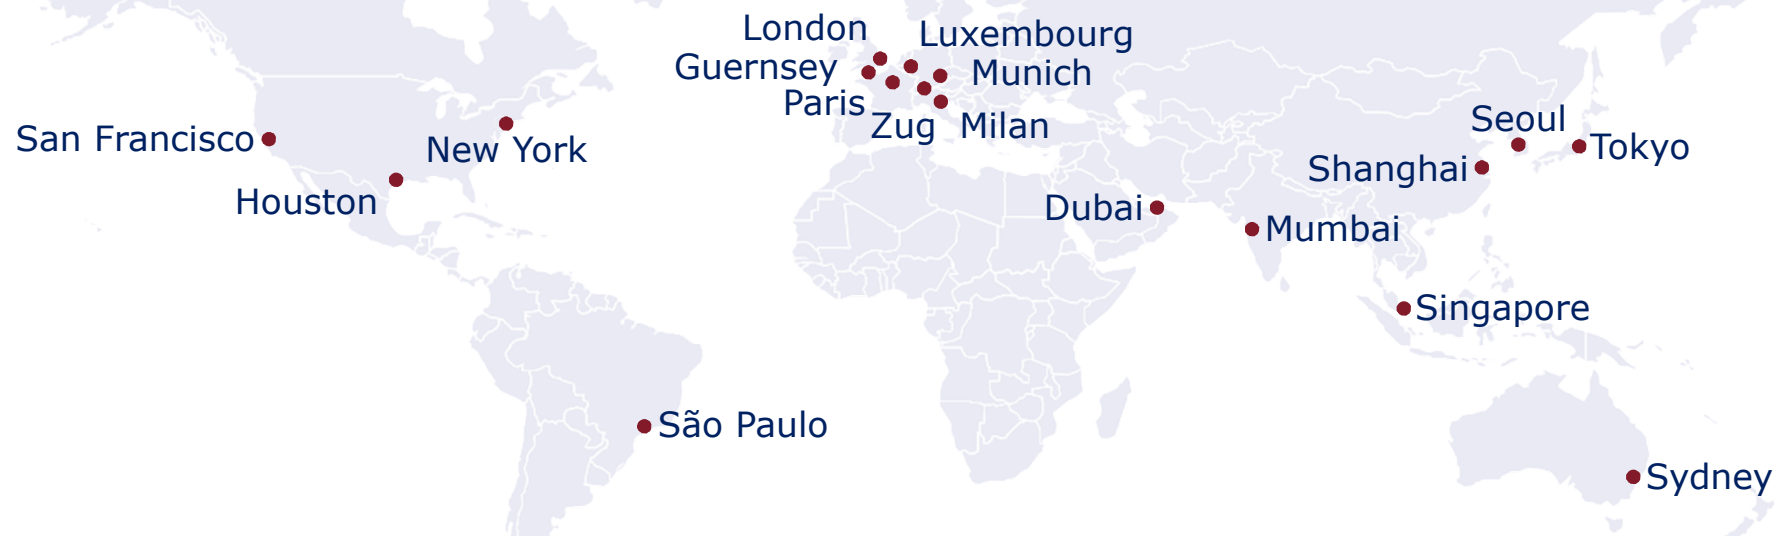 London
Luxembourg
Guernsey
Munich
Paris
Zug
Milan
San Francisco
New York
Houston
Seoul
Tokyo
Shanghai
Dubai
Mumbai
Singapore
São Paulo
Sydney